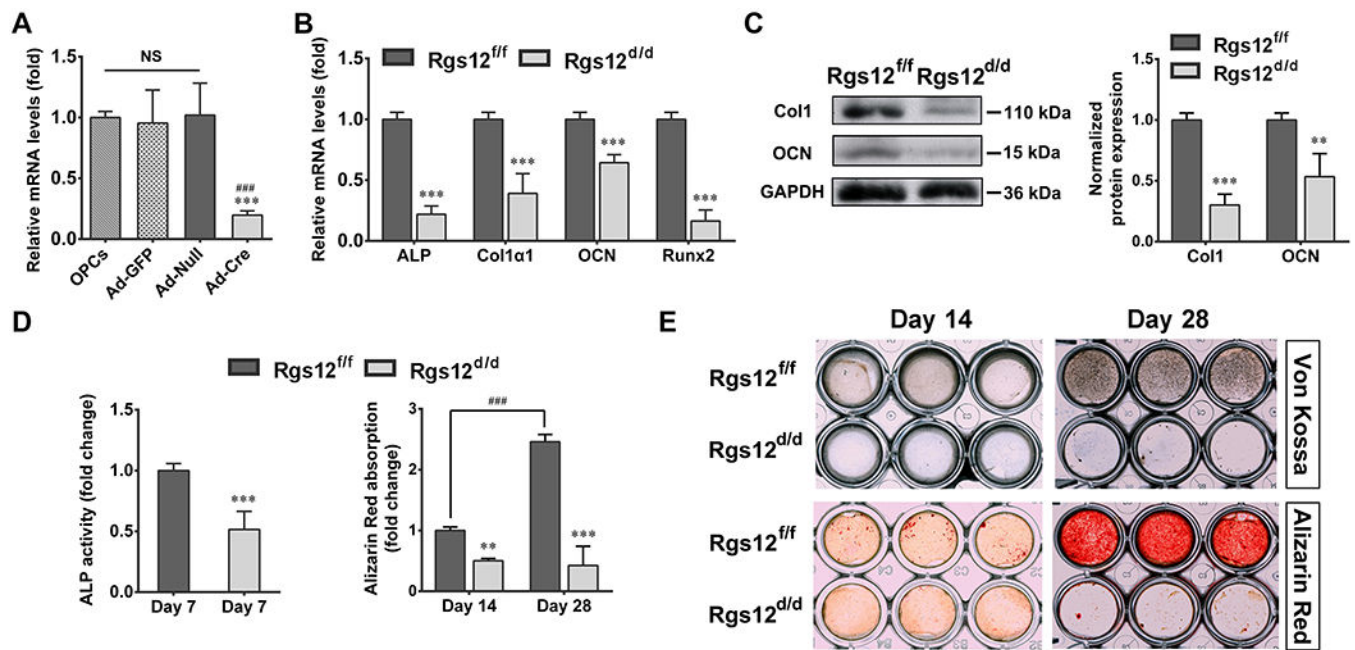 A
Relative mRNA levels (fold)
1.5
1.0
0.5
0.0
NS
###
***
OPCs
Ad-GFP
Ad-Null
Ad-Cre
B
Rgs12f/f
Rgs12d/d
Relative mRNA levels (fold)
1.5
1.0
0.5
0.0
***
***
***
***
ALP
Col1α1
OCN
Runx2
C
Rgs12f/f Rgs12d/d
Col1
110 kDa
OCN
15 kDa
GAPDH
36 kDa
Rgs12f/f
Rgs12d/d
Normalized
protein expression
1.5
1.0
0.5
0.0
***
**
Col1
OCN
D
Rgs12f/f
Rgs12d/d
ALP activity (fold change)
1.5
1.0
0.5
0.0
***
Day 7
Day 7
Alizarin Red absorption
(fold change)
3
2
1
0
###
**
***
Day 14
Day 28
E
Day 14
Day 28
Rgs12f/f
Rgs12d/d
Von Kossa
Rgs12f/f
Rgs12d/d
Alizarin Red